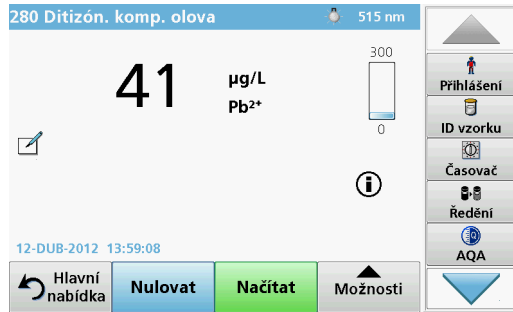 280 Ditizón. komp. olova
515 nm
300
41
µg/L
Pb²⁺
0
12-DUB-2012 13:59:08
Hlavní
nabídka
Nulovat
Načítat
Možnosti
Přihlášení
ID vzorku
Časovač
Ředění
AQA